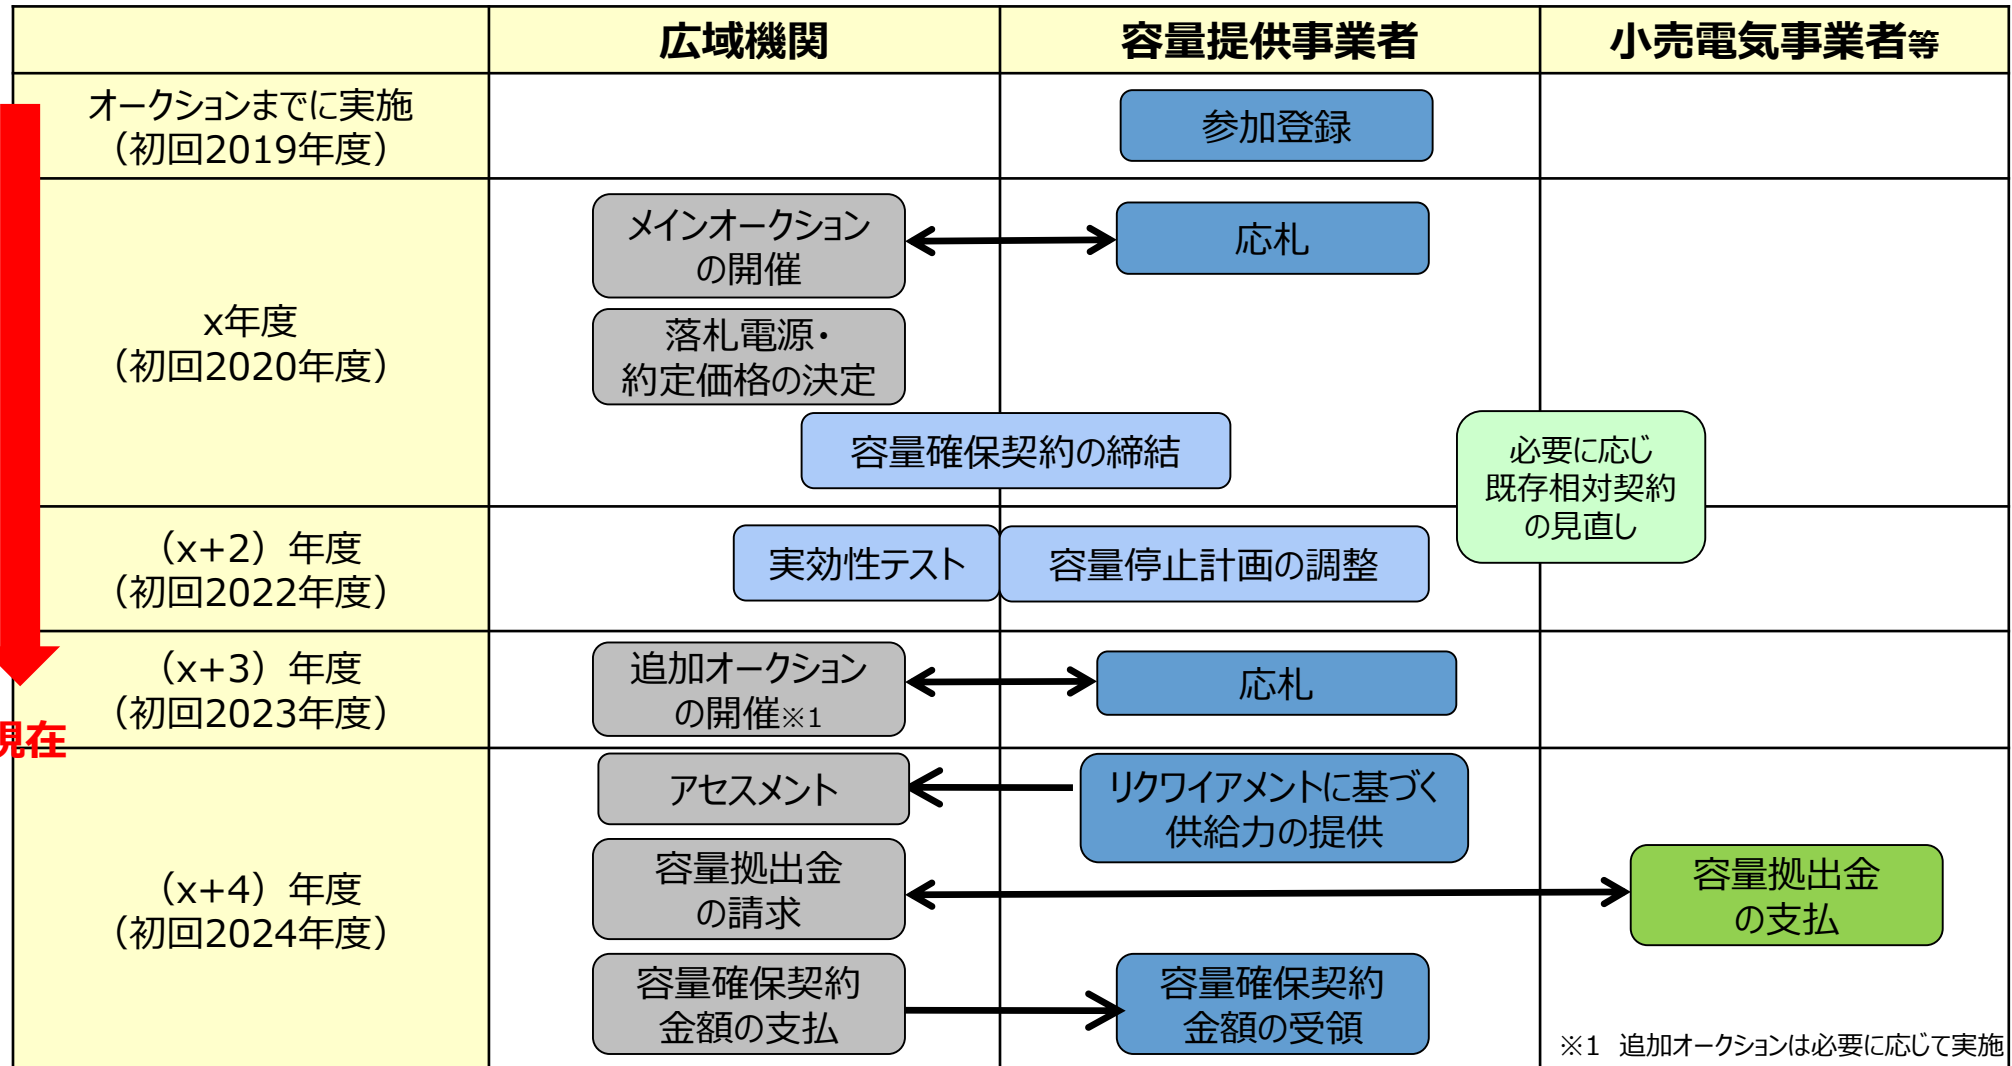 広域機関
容量提供事業者
小売電気事業者等
オークションまでに実施
（初回2019年度）
参加登録
x年度
（初回2020年度）
メインオークション
の開催
応札
落札電源・
約定価格の決定
容量確保契約の締結
必要に応じ
既存相対契約
の見直し
（x+2）年度
（初回2022年度）
実効性テスト
容量停止計画の調整
（x+3）年度
（初回2023年度）
追加オークション
の開催※1
応札
現在
（x+4）年度
（初回2024年度）
アセスメント
リクワイアメントに基づく
供給力の提供
容量拠出金
の請求
容量拠出金
の支払
容量確保契約
金額の支払
容量確保契約
金額の受領
※1 追加オークションは必要に応じて実施